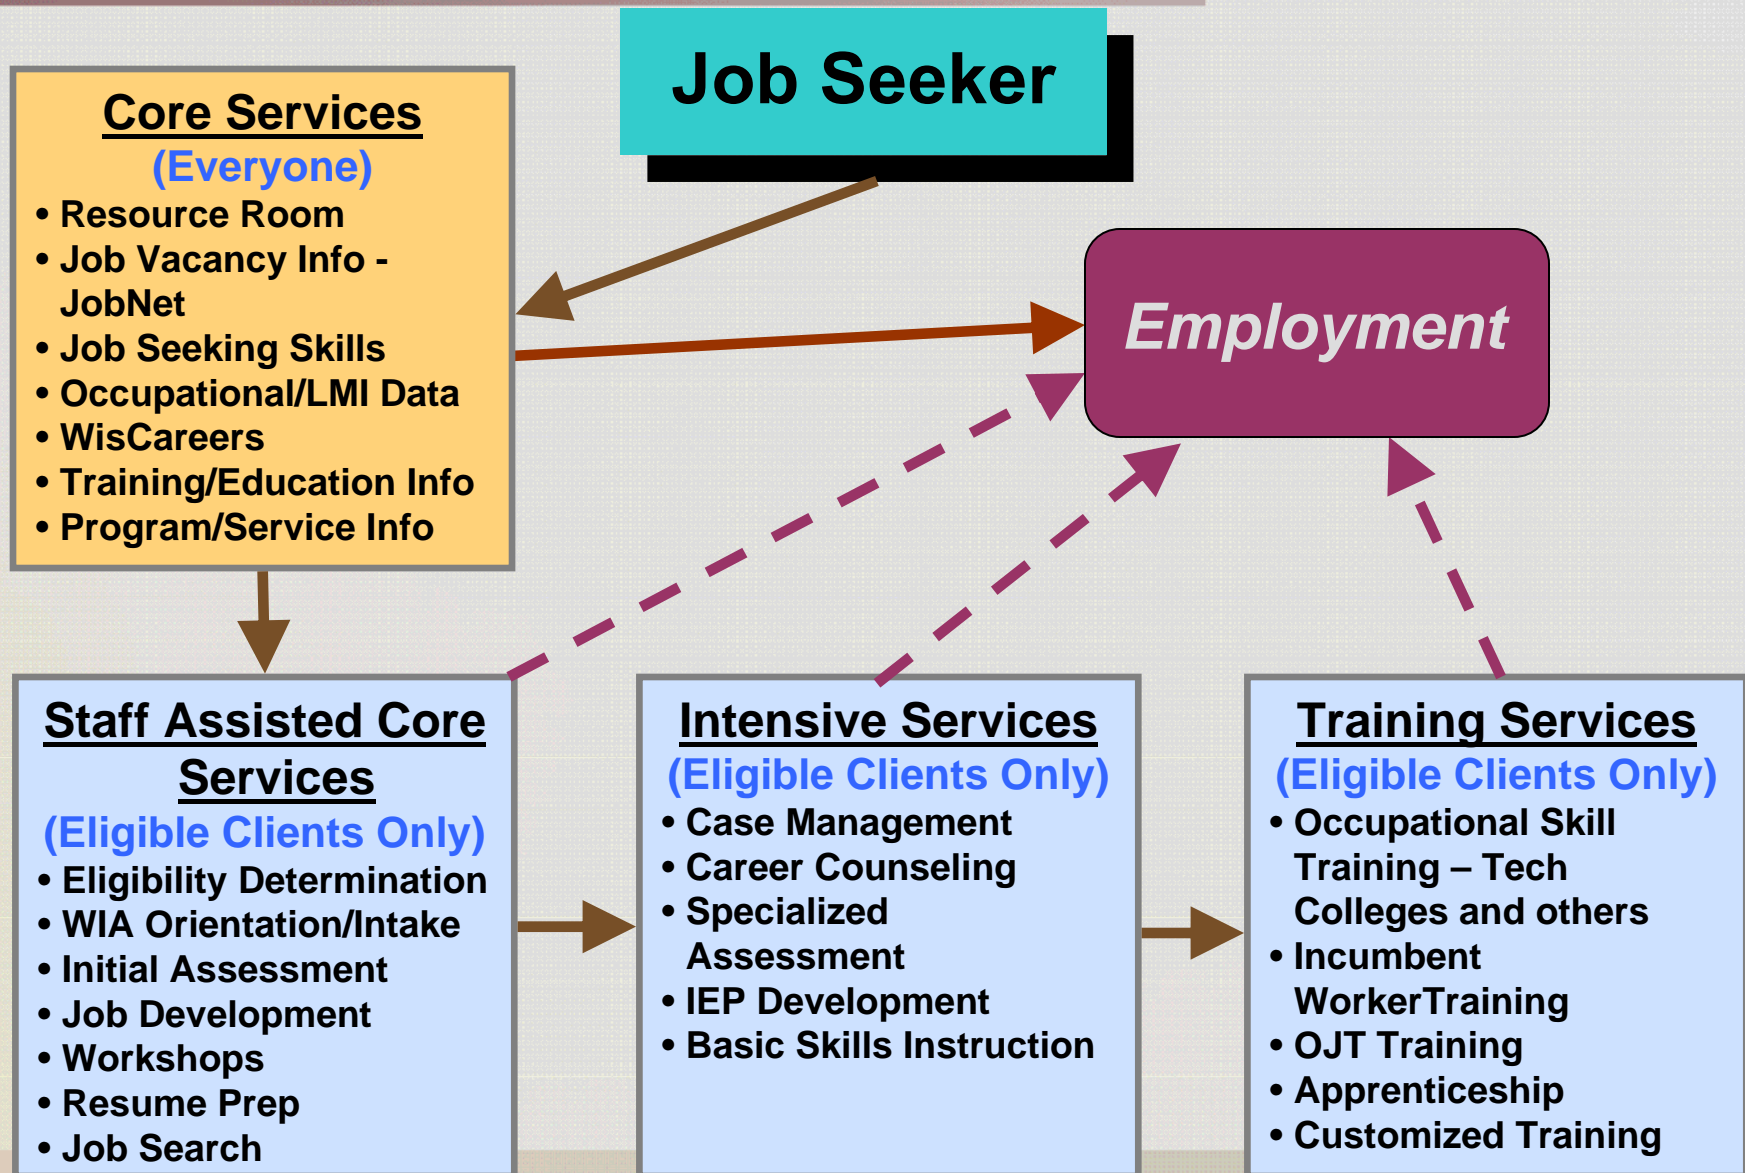 Job Seeker
Core Services
(Everyone)
• Resource Room
• Job Vacancy Info -
JobNet
• Job Seeking Skills
• Occupational/LMI Data
• WisCareers
• Training/Education Info
• Program/Service Info
Employment
Staff Assisted Core
Services
(Eligible Clients Only)
• Eligibility Determination
• WIA Orientation/Intake
• Initial Assessment
• Job Development
• Workshops
• Resume Prep
• Job Search
Intensive Services
(Eligible Clients Only)
• Case Management
• Career Counseling
• Specialized
Assessment
• IEP Development
• Basic Skills Instruction
Training Services
(Eligible Clients Only)
• Occupational Skill
Training – Tech
Colleges and others
• Incumbent
WorkerTraining
• OJT Training
• Apprenticeship
• Customized Training